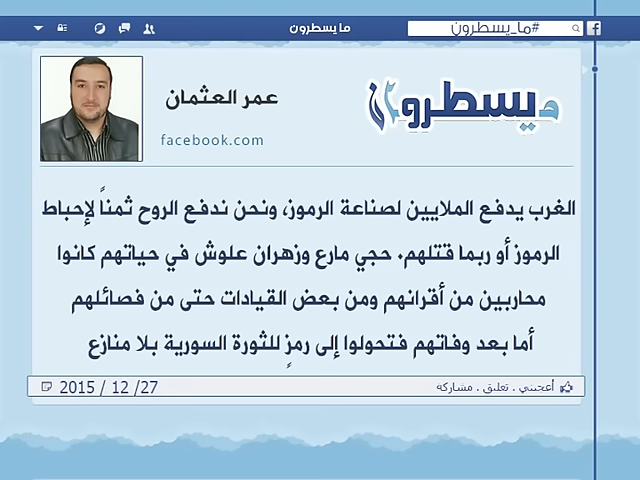 ما يسطرون
#ما_يسطرون
عمر العثمان
facebook.com
ما يسطرون
الغرب يدفع الملايين لصناعة الرموز، ونحن ندفع الروح ثمناً لإحباط
الرموز أو ربما قتلهم. حجي مارع وزهران علوش في حياتهم كانوا
محاربين من أقرانهم ومن بعض القيادات حتى من فصائلهم
أما بعد وفاتهم فتحولوا إلى رمزٍ للثورة السورية بلا منازع
أعجبني . تعليق . مشاركه
27/ 12 / 2015